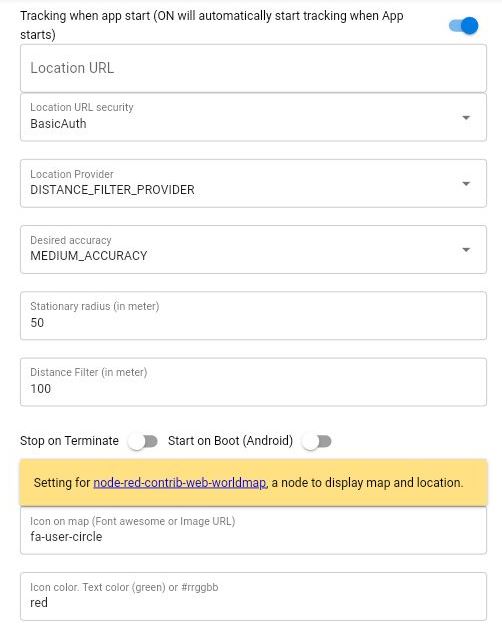 Tracking when app start (ON will automatically start tracking when App
starts)
Location URL
Location URL security
BasicAuth
Location Provider
DISTANCE_FILTER_PROVIDER
Desired accuracy
MEDIUM_ACCURACY
Stationary radius (in meter)
50
Distance Filter (in meter)
100
Stop on Terminate Start on Boot (Android)
Setting for node-red-contrib-web-worldmap, a node to display map and location.
Icon on map (Font awesome or Image URL)
fa-user-circle
Icon color. Text color (green) or #rrggbb
red